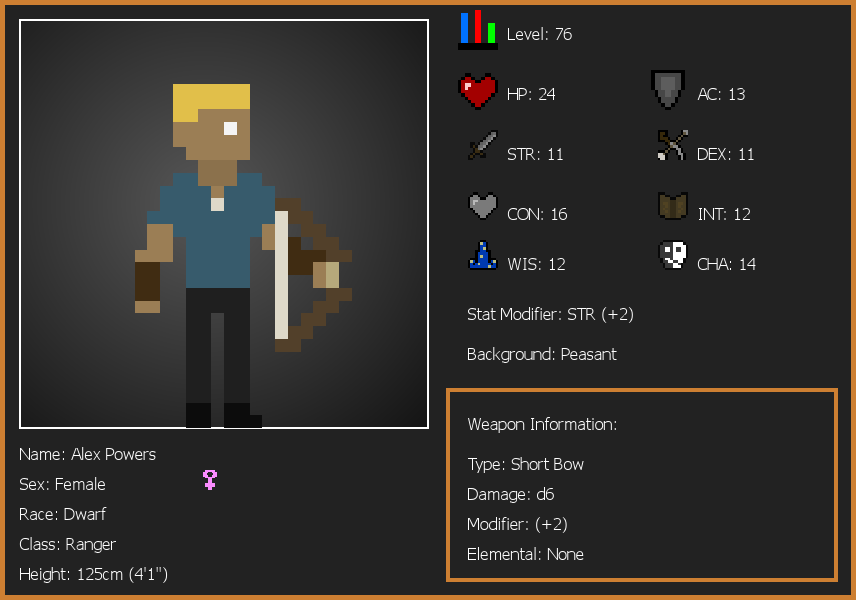 Level: 76
HP: 24
AC: 13
STR: 11
DEX: 11
CON: 16
INT: 12
WIS: 12
CHA: 14
Stat Modifier: STR (+2)
Background: Peasant
Weapon Information:
Type: Short Bow
Damage: d6
Modifier: (+2)
Elemental: None
Name: Alex Powers
Sex: Female
Race: Dwarf
Class: Ranger
Height: 125cm (4'1")